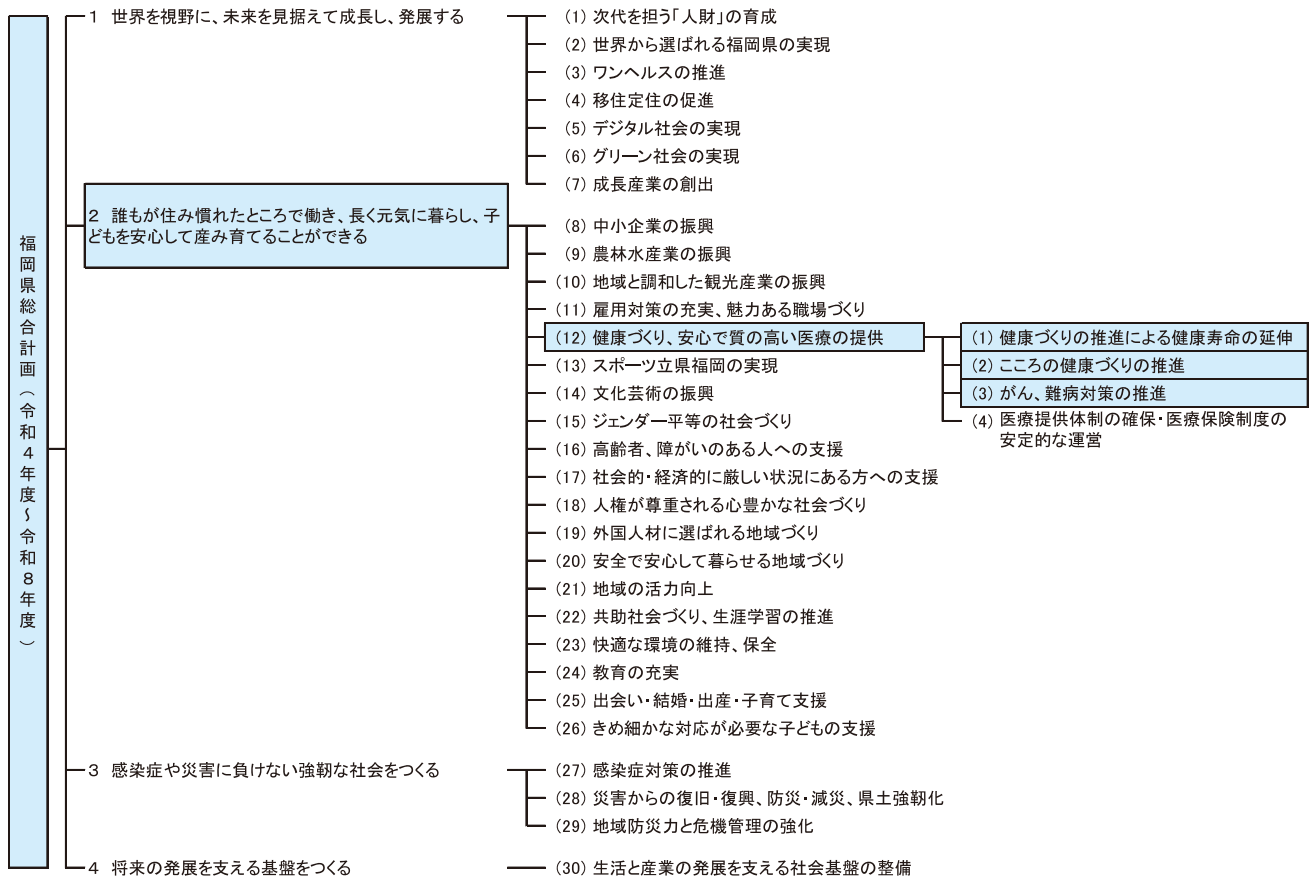 福岡県総合計画（令和４年度～令和８年度）
１　世界を視野に、未来を見据えて成長し、発展する
(1) 次代を担う「人財」の育成
(2) 世界から選ばれる福岡県の実現
(3) ワンヘルスの推進
(4) 移住定住の促進
(5) デジタル社会の実現
(6) グリーン社会の実現
(7) 成長産業の創出
２　誰もが住み慣れたところで働き、長く元気に暮らし、子
どもを安心して産み育てることができる
(8) 中小企業の振興
(9) 農林水産業の振興
(10) 地域と調和した観光産業の振興
(11) 雇用対策の充実、魅力ある職場づくり
(12) 健康づくり、安心で質の高い医療の提供
(1) 健康づくりの推進による健康寿命の延伸
(2) こころの健康づくりの推進
(3) がん、難病対策の推進
(4) 医療提供体制の確保・医療保険制度の
安定的な運営
(13) スポーツ立県福岡の実現
(14) 文化芸術の振興
(15) ジェンダー平等の社会づくり
(16) 高齢者、障がいのある人への支援
(17) 社会的・経済的に厳しい状況にある方への支援
(18) 人権が尊重される心豊かな社会づくり
(19) 外国人材に選ばれる地域づくり
(20) 安全で安心して暮らせる地域づくり
(21) 地域の活力向上
(22) 共助社会づくり、生涯学習の推進
(23) 快適な環境の維持、保全
(24) 教育の充実
(25) 出会い・結婚・出産・子育て支援
(26) きめ細かな対応が必要な子どもの支援
３　感染症や災害に負けない強靭な社会をつくる
(27) 感染症対策の推進
(28) 災害からの復旧・復興、防災・減災、県土強靭化
(29) 地域防災力と危機管理の強化
４　将来の発展を支える基盤をつくる
(30) 生活と産業の発展を支える社会基盤の整備